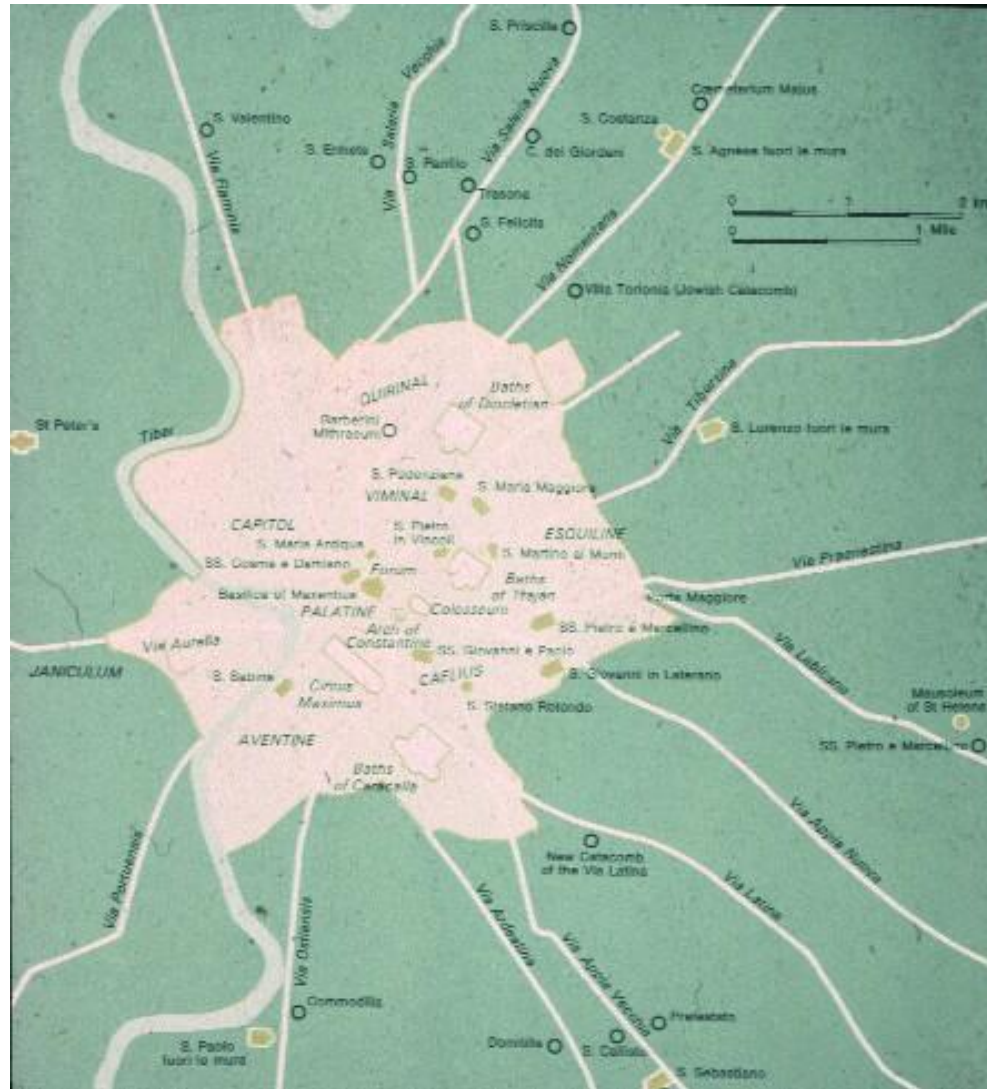 S. Priscilla
Via Salaria Vecchia
Via Salaria Nuova
Coemeterium Maius
S. Valentino
S. Costanza
S. Ermete
C. dei Giordani
S. Agnese fuori le mura
Panfilo
Via Flaminia
Trasone
0 1 2 km
S. Felicita
0 1 Mile
Via Nomentana
Villa Torlonia (Jewish Catacomb)
QUIRINAL
Baths
of Diocletian
Via Tiburtina
St Peter's
Tiber
Barberini
Mithraeum
S. Lorenzo fuori le mura
S. Pudenziana
VIMINAL
S. Maria Maggiore
CAPITOL
S. Pietro
in Vincoli
ESQUILINE
S. Maria Antiqua
S. Martino ai Monti
Via Praenestina
SS. Cosma e Damiano
Forum
Baths
of Trajan
Basilica of Maxentius
Porta Maggiore
PALATINE
Colosseum
Arch of
Constantine
SS. Pietro e Marcellino
Via Aurelia
SS. Giovanni e Paolo
Via Labicana
JANICULUM
S. Sabina
CAELIUS
S. Giovanni in Laterano
Circus
Maximus
S. Stefano Rotondo
Mausoleum
of St Helena
AVENTINE
SS. Pietro e Marcellino
Baths
of Caracalla
Via Appia Nuova
New Catacomb
of the Via Latina
Via Portuensis
Via Latina
Via Ostiensis
Via Ardeatina
Via Appia Vecchia
Commodilla
Pretestato
S. Paolo
fuori le mura
Domitilla
S. Callisto
S. Sebastiano